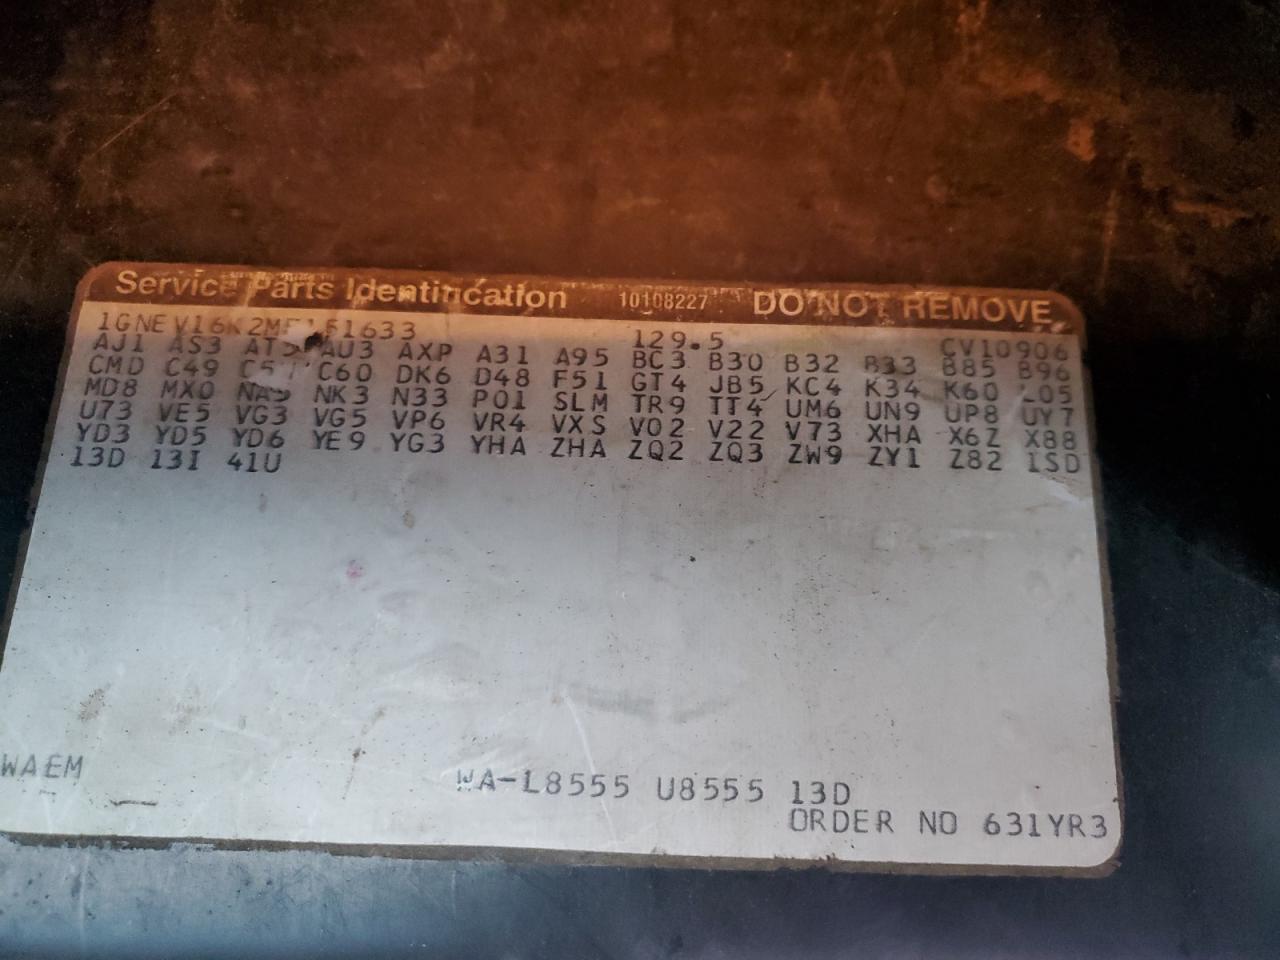 Service Parts Identification 10108227 DO NOT REMOVE
129.5 CV10906
AJ1 AS3 AU3 AXP A31 A95 BC3 B30 B32 B33 B85 B96
CMD C49 C60 DK6 D48 F51 GT4 JB5 KC4 K34 K60 L05
MD8 MX0 NK3 N33 P01 SLM TR9 TT4 UM6 UN9 UP8 UY7
U73 VE5 VG3 VG5 VP6 VR4 VXS V02 V22 V73 XHA X6Z X88
YD3 YD5 YD6 YE9 YG3 YHA ZHA ZQ2 ZQ3 ZW9 ZY1 Z82 1SD
13D 13I 41U
WAEM
WA-L8555 U8555 13D
ORDER NO 631YR3